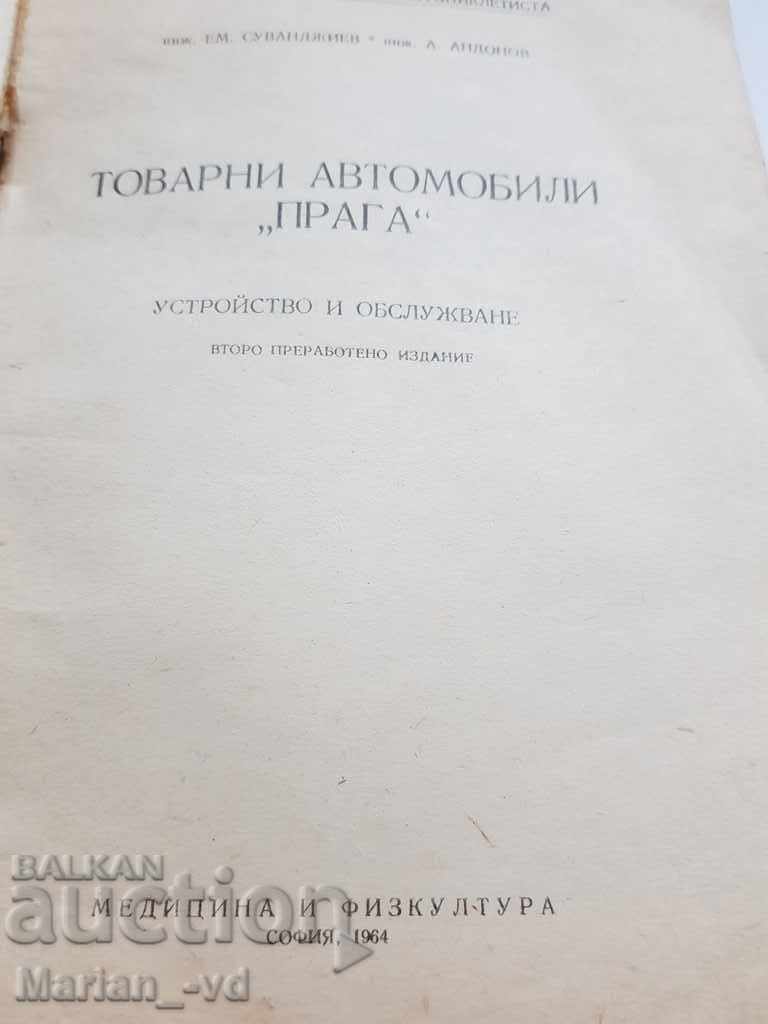 инж. ЕМ. СУВАНДЖИЕВ • инж. А. АНДОНОВ
ТОВАРНИ АВТОМОБИЛИ
„ПРАГА“
УСТРОЙСТВО И ОБСЛУЖВАНЕ
ВТОРО ПРЕРАБОТЕНО ИЗДАНИЕ
МЕДИЦИНА И ФИЗКУЛТУРА
СОФИЯ, 1964
BALKAN
auction
Marian_-vd